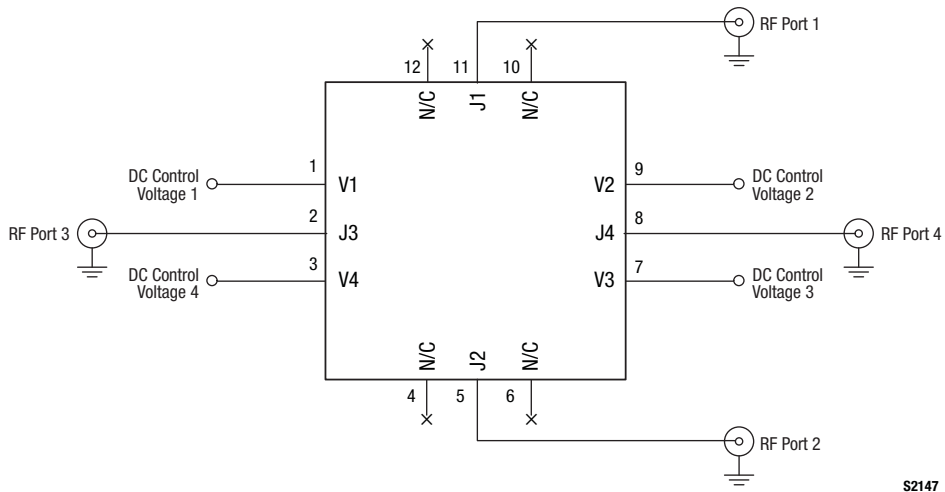 RF Port 1
12
11
10
N/C
J1
N/C
1
9
DC Control
Voltage 1
V1
V2
DC Control
Voltage 2
2
8
RF Port 3
J3
J4
RF Port 4
3
7
DC Control
Voltage 4
V4
V3
DC Control
Voltage 3
N/C
J2
N/C
4
5
6
RF Port 2
S2147